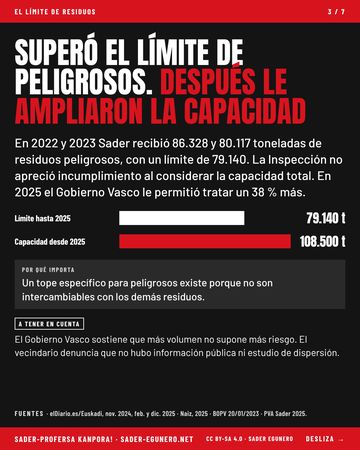 EL LÍMITE DE RESIDUOS
3 / 7
SUPERÓ EL LÍMITE DE
PELIGROSOS. DESPUÉS LE
AMPLIARON LA CAPACIDAD
En 2022 y 2023 Sader recibió 86.328 y 80.117 toneladas de
residuos peligrosos, con un límite de 79.140. La Inspección no
apreció incumplimiento al considerar la capacidad total. En
2025 el Gobierno Vasco le permitió tratar un 38 % más.
Límite hasta 2025
79.140 t
Capacidad desde 2025
108.500 t
POR QUÉ IMPORTA
Un tope específico para peligrosos existe porque no son
intercambiables con los demás residuos.
A TENER EN CUENTA
El Gobierno Vasco sostiene que más volumen no supone más riesgo. El
vecindario denuncia que no hubo información pública ni estudio de dispersión.
FUENTES · elDiario.es/Euskadi, nov. 2024, feb. y dic. 2025 · Naiz, 2025 · BOPV 20/01/2023 · PVA Sader 2025.
SADER-PROFERSA KANPORA! · SADER-EGUNERO.NET
CC BY-SA 4.0 · SADER EGUNERO
DESLIZA →